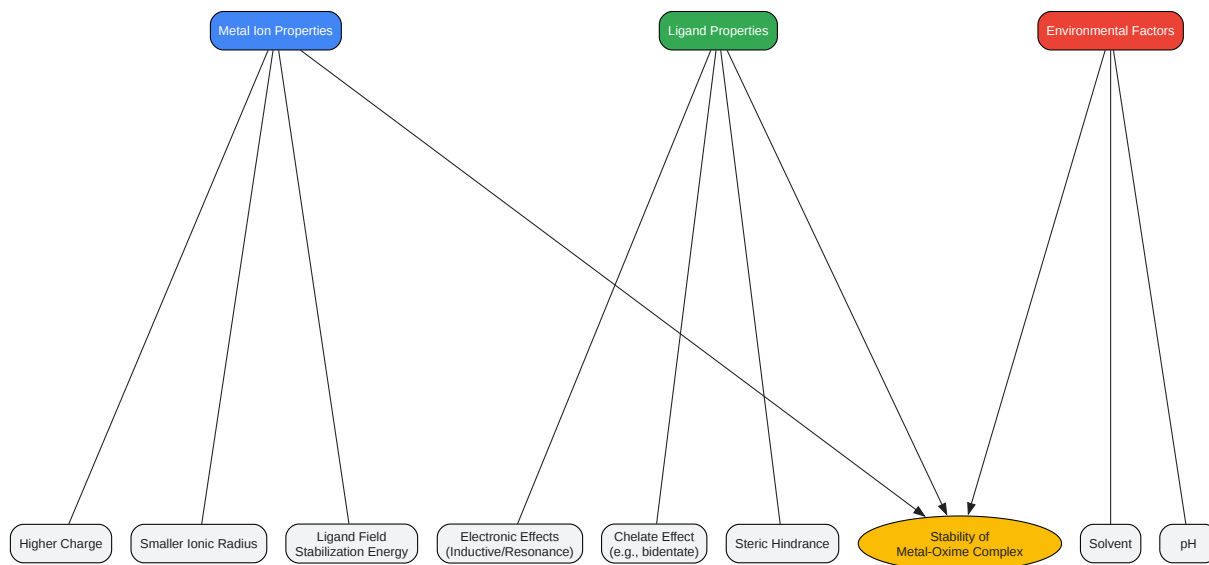 Metal Ion Properties
Ligand Properties
Environmental Factors
Higher Charge
Smaller Ionic Radius
Ligand Field
Stabilization Energy
Electronic Effects
(Inductive/Resonance)
Chelate Effect
(e.g., bidentate)
Steric Hindrance
Stability of
Metal-Oxime Complex
Solvent
pH